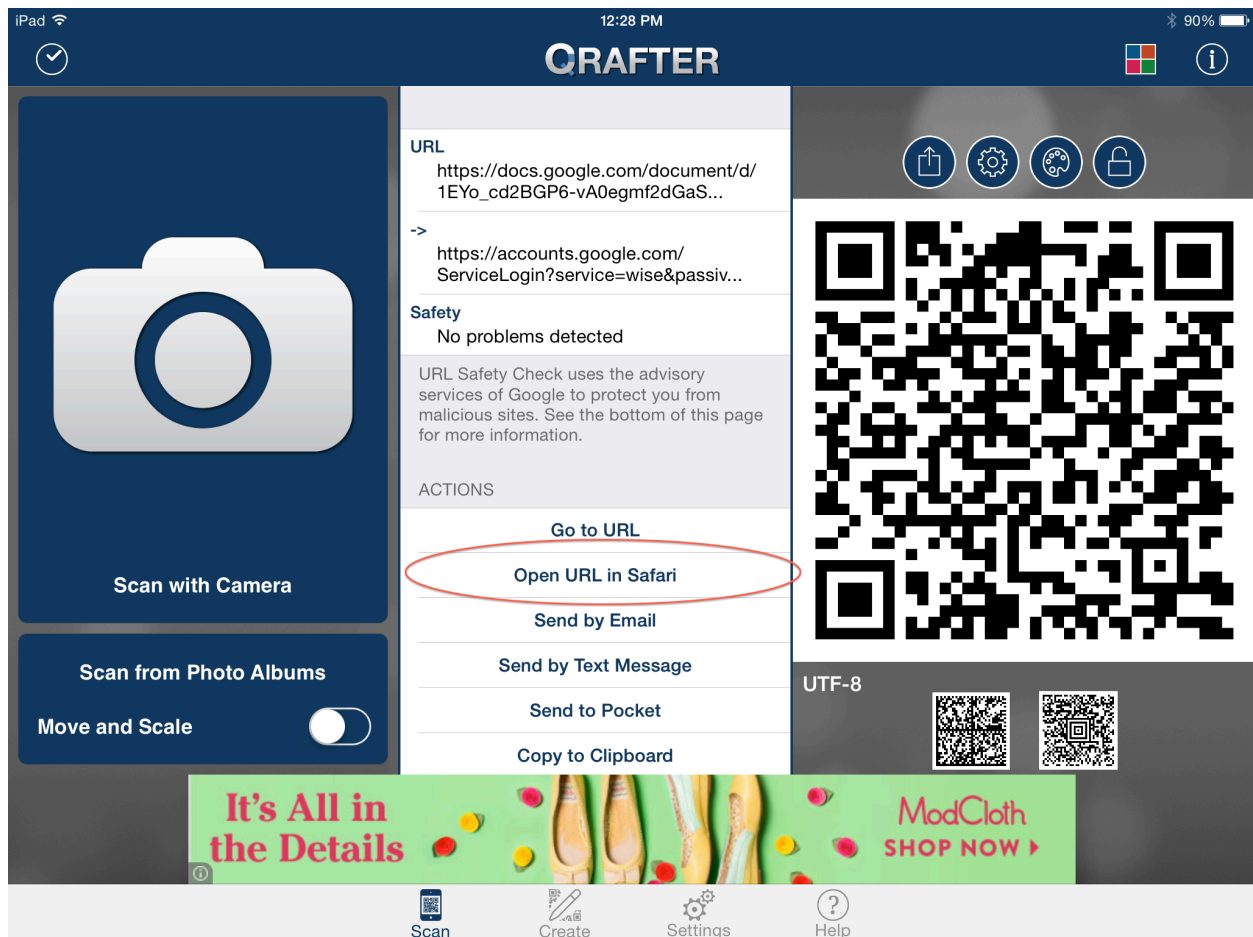 iPad
12:28 PM
90%
QRAFTER
Scan with Camera
Scan from Photo Albums
Move and Scale
URL
https://docs.google.com/document/d/
1EYo_cd2BGP6-vA0egmf2dGaS...
->
https://accounts.google.com/
ServiceLogin?service=wise&passiv...
Safety
No problems detected
URL Safety Check uses the advisory
services of Google to protect you from
malicious sites. See the bottom of this page
for more information.
ACTIONS
Go to URL
Open URL in Safari
Send by Email
Send by Text Message
Send to Pocket
Copy to Clipboard
UTF-8
It's All in
the Details
ModCloth
SHOP NOW
Scan
Create
Settings
Help